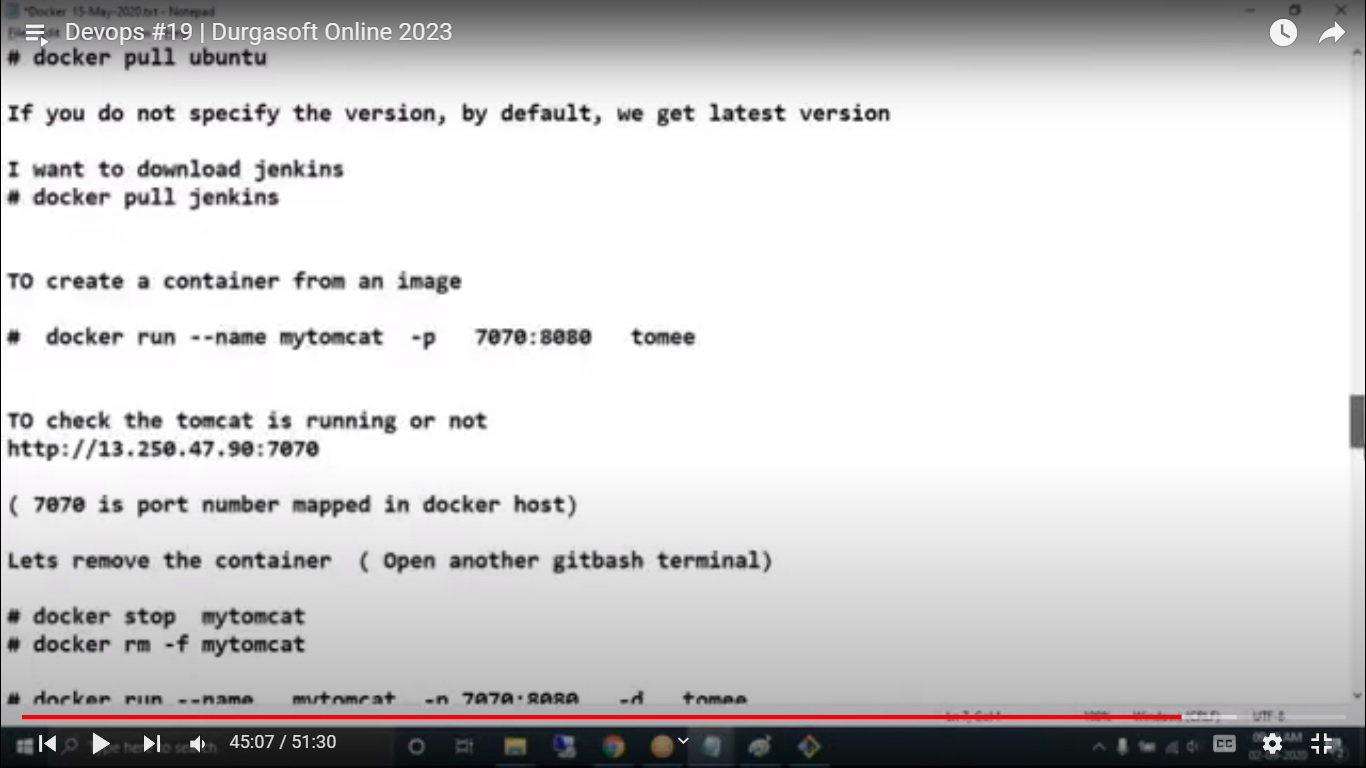 *Docker 15-May-2020.txt - Notepad
Devops #19 | Durgasoft Online 2023
# docker pull ubuntu
If you do not specify the version, by default, we get latest version
I want to download jenkins
# docker pull jenkins
TO create a container from an image
#  docker run --name mytomcat  -p   7070:8080   tomee
TO check the tomcat is running or not
http://13.250.47.90:7070
( 7070 is port number mapped in docker host)
Lets remove the container  ( Open another gitbash terminal)
# docker stop  mytomcat
# docker rm -f mytomcat
# docker run --name   mytomcat  -p 7070:8080   -d   tomee
100% Windows (CRLF) UTF-8
here to search
45:07 / 51:30
CC
AM
02-09-2020